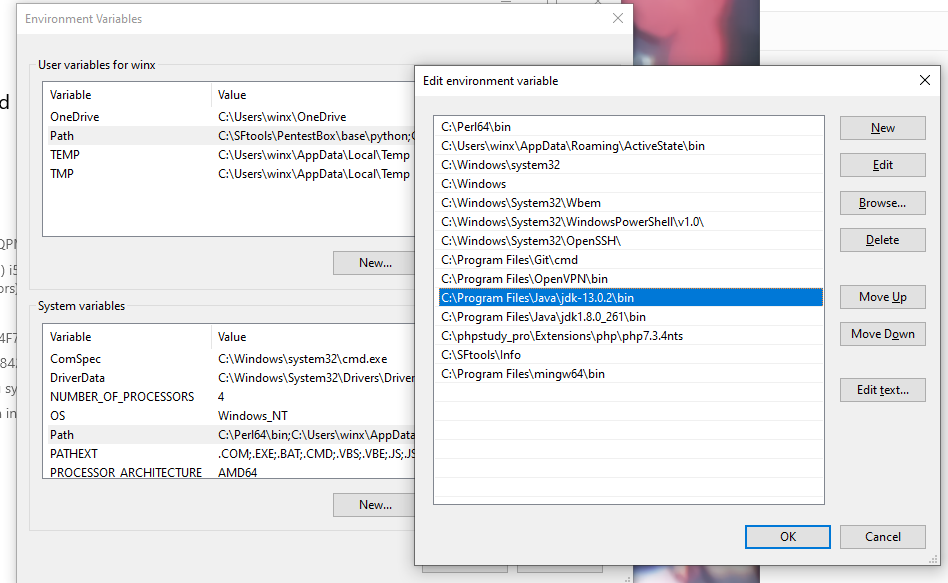 Environment Variables
User variables for winx
Variable Value
OneDrive C:\Users\winx\OneDrive
Path C:\SFtools\PentestBox\base\python;
TEMP C:\Users\winx\AppData\Local\Temp
TMP C:\Users\winx\AppData\Local\Temp
New...
System variables
Variable Value
ComSpec C:\Windows\system32\cmd.exe
DriverData C:\Windows\System32\Drivers\Driver
NUMBER_OF_PROCESSORS 4
OS Windows_NT
Path C:\Perl64\bin;C:\Users\winx\AppData
PATHEXT .COM;.EXE;.BAT;.CMD;.VBS;.VBE;.JS;.JS
PROCESSOR_ARCHITECTURE AMD64
New...
Edit environment variable
C:\Perl64\bin
C:\Users\winx\AppData\Roaming\ActiveState\bin
C:\Windows\system32
C:\Windows
C:\Windows\System32\Wbem
C:\Windows\System32\WindowsPowerShell\v1.0\
C:\Windows\System32\OpenSSH\
C:\Program Files\Git\cmd
C:\Program Files\OpenVPN\bin
C:\Program Files\Java\jdk-13.0.2\bin
C:\Program Files\Java\jdk1.8.0_261\bin
C:\phpstudy_pro\Extensions\php\php7.3.4nts
C:\SFtools\Info
C:\Program Files\mingw64\bin
New
Edit
Browse...
Delete
Move Up
Move Down
Edit text...
OK
Cancel